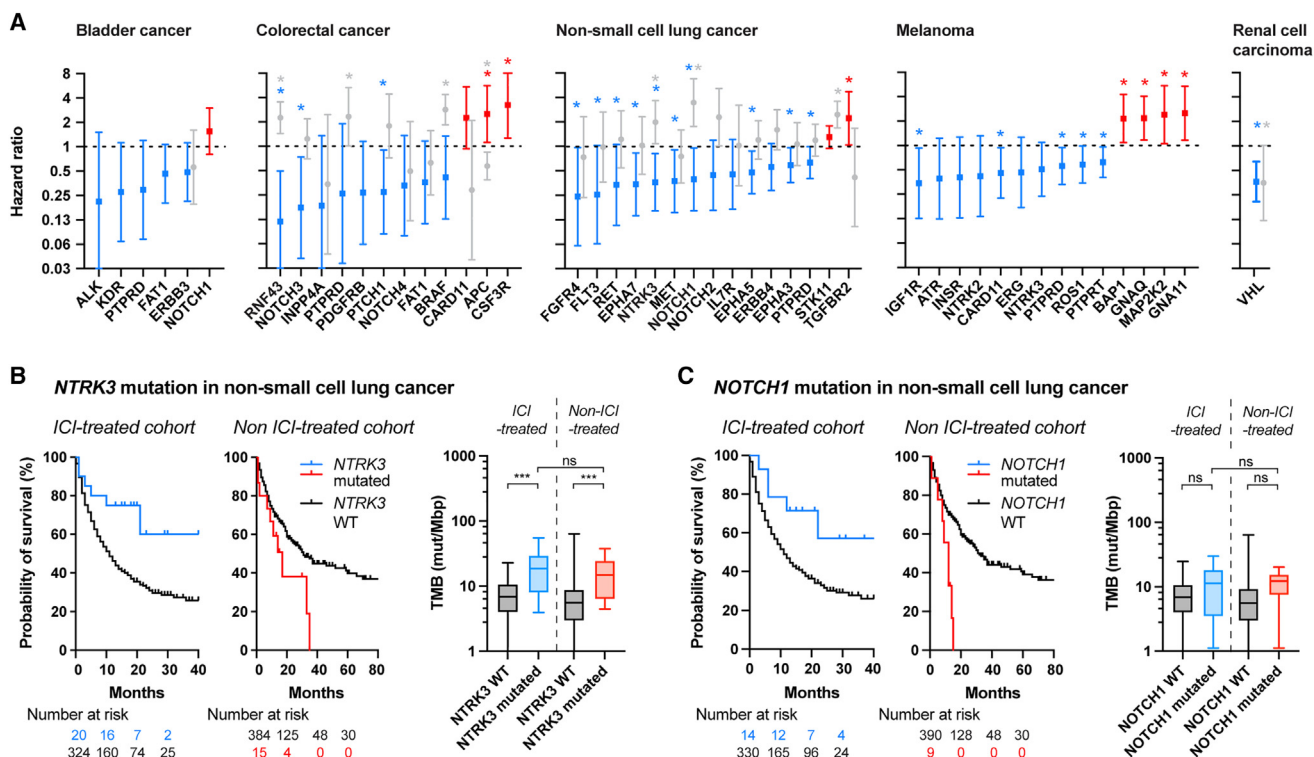 A
Bladder cancer
Colorectal cancer
Non-small cell lung cancer
Melanoma
Renal cell
carcinoma
Hazard ratio
8
4
2
1
0.5
0.25
0.13
0.06
0.03
* * * * * * * *
* * * * * * * * * * * *
* * * * * * * *
* *
ALK KDR PTPRD FAT1 ERBB3 NOTCH1
RNF43 NOTCH3 INPP4A PTPRD PDGFRB PTCH1 NOTCH4 FAT1 BRAF CARD11 APC CSF3R
FGFR4 FLT3 RET EPHA7 NTRK3 MET NOTCH1 NOTCH2 IL7R EPHA5 ERBB4 EPHA3 PTPRD STK11 TGFBR2
IGF1R ATR INSR NTRK2 CARD11 ERG NTRK3 PTPRD ROS1 PTPRT BAP1 GNAQ MAP2K2 GNA11
VHL
B
NTRK3 mutation in non-small cell lung cancer
ICI-treated cohort
Non ICI-treated cohort
ICI
-treated)
Non-ICI
-treated)
Probability of survival (%)
100
80
60
40
20
0
0 10 20 30 40
Months
NTRK3
mutated
NTRK3
WT
0 20 40 60 80
Months
TMB (mut/Mbp)
1000
100
10
1
ns
*** ***
NTRK3 WT
NTRK3 mutated
NTRK3 WT
NTRK3 mutated
Number at risk
20 16 7 2
324 160 74 25
Number at risk
384 125 48 30
15 4 0 0
C
NOTCH1 mutation in non-small cell lung cancer
ICI-treated cohort
Non ICI-treated cohort
ICI
-treated)
Non-ICI
-treated)
Probability of survival (%)
100
80
60
40
20
0
0 10 20 30 40
Months
NOTCH1
mutated
NOTCH1
WT
100
80
60
40
20
0
0 20 40 60 80
Months
TMB (mut/Mbp)
1000
100
10
1
ns
ns ns
NOTCH1 WT
NOTCH1 mutated
NOTCH1 WT
NOTCH1 mutated
Number at risk
14 12 7 4
330 165 96 24
Number at risk
390 128 48 30
9 0 0 0